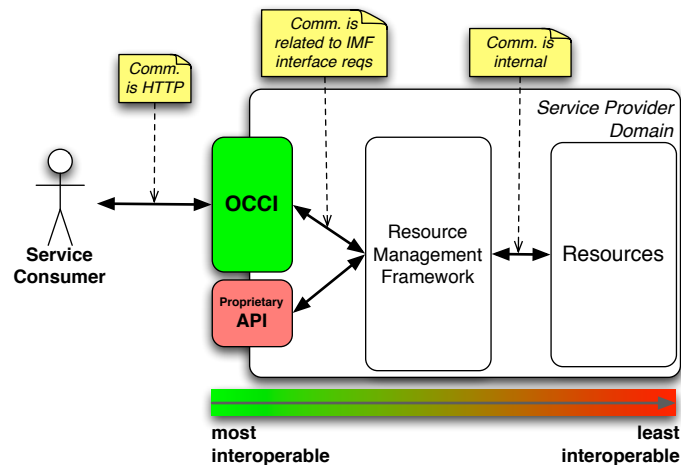 Comm.
is HTTP
Comm. is
related to IMF
interface reqs
Comm. is
internal
Service Provider
Domain
Service
Consumer
OCCI
Proprietary
API
Resource
Management
Framework
Resources
most
interoperable
least
interoperable